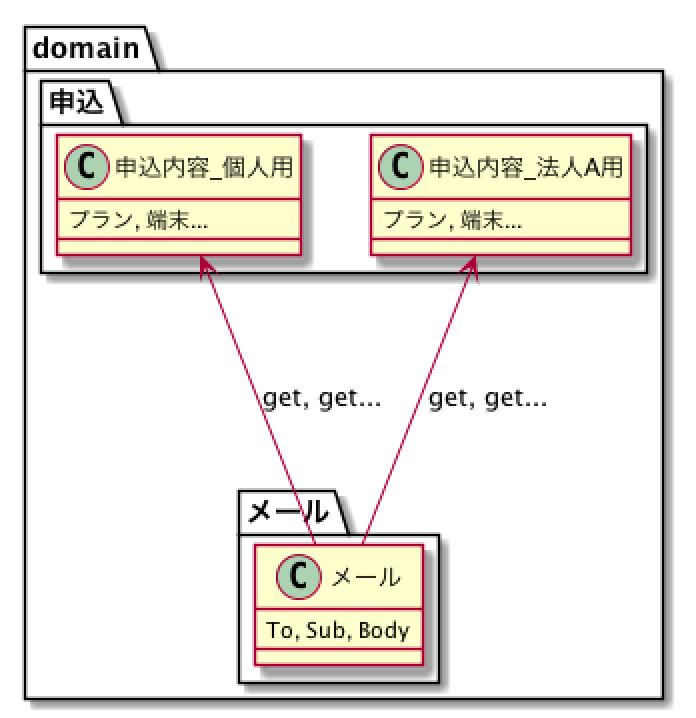 domain
申込
C 申込内容_個人用
プラン, 端末...
C 申込内容_法人A用
プラン, 端末...
get, get...
get, get...
メール
C メール
To, Sub, Body